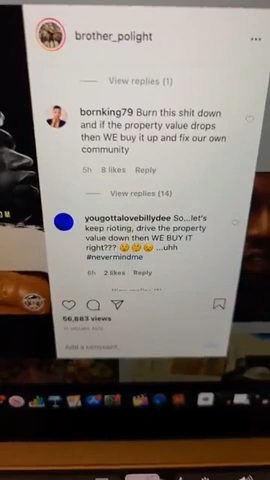 brother_polight
View replies (1)
bornking79 Burn this shit down
and if the property value drops
then WE buy it up and fix our own
community
5h 8 likes Reply
View replies (14)
yougottalovebillydee So,..let's
keep rioting, drive the property
value down then WE BUY IT
right??? 🤔🤔🤔 ...uhh
#nevermindme
6h 2 likes Reply
56,883 views
11 HOURS AGO
Add a comment...